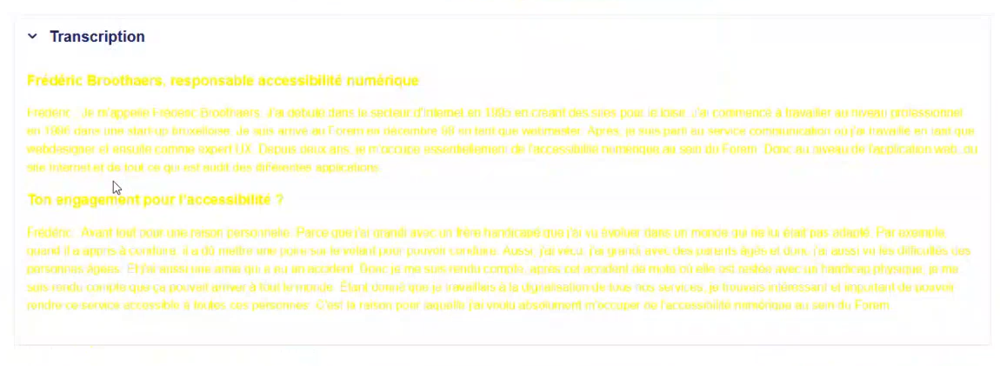 Transcription
Frédéric Broothaers, responsable accessibilité numérique
Frédéric : Je m'appelle Frédéric Broothaers. J'ai débuté dans le secteur d'Internet en 1995 en créant des sites pour le loisir. J'ai commencé à travailler au niveau professionnel
en 1996 dans une start-up bruxelloise. Je suis arrivé au Forem en décembre 98 en tant que webmaster. Après, je suis parti au service communication où j'ai travaillé en tant que
webdesigner et ensuite comme expert UX. Depuis deux ans, je m'occupe essentiellement de l'accessibilité numérique au sein du Forem. Donc au niveau de l'application web, du
site Internet et de tout ce qui est audit des différentes applications.
Ton engagement pour l'accessibilité ?
Frédéric : Avant tout pour une raison personnelle. Parce que j'ai grandi avec un frère handicapé que j'ai vu évoluer dans un monde qui ne lui était pas adapté. Par exemple,
quand il a appris à conduire, il a dû mettre une poire sur le volant pour pouvoir conduire. Aussi, j'ai vécu, j'ai grandi avec des parents âgés et donc, j'ai aussi vu les difficultés des
personnes âgées. Et j'ai aussi une amie qui a eu un accident. Donc je me suis rendu compte, après cet accident de moto où elle est restée avec un handicap physique, je me
suis rendu compte que ça pouvait arriver à tout le monde. Étant donné que je travaillais à la digitalisation de tous nos services, je trouvais intéressant et important de pouvoir
rendre ce service accessible à toutes ces personnes. C'est la raison pour laquelle j'ai voulu absolument m'occuper de l'accessibilité numérique au sein du Forem.